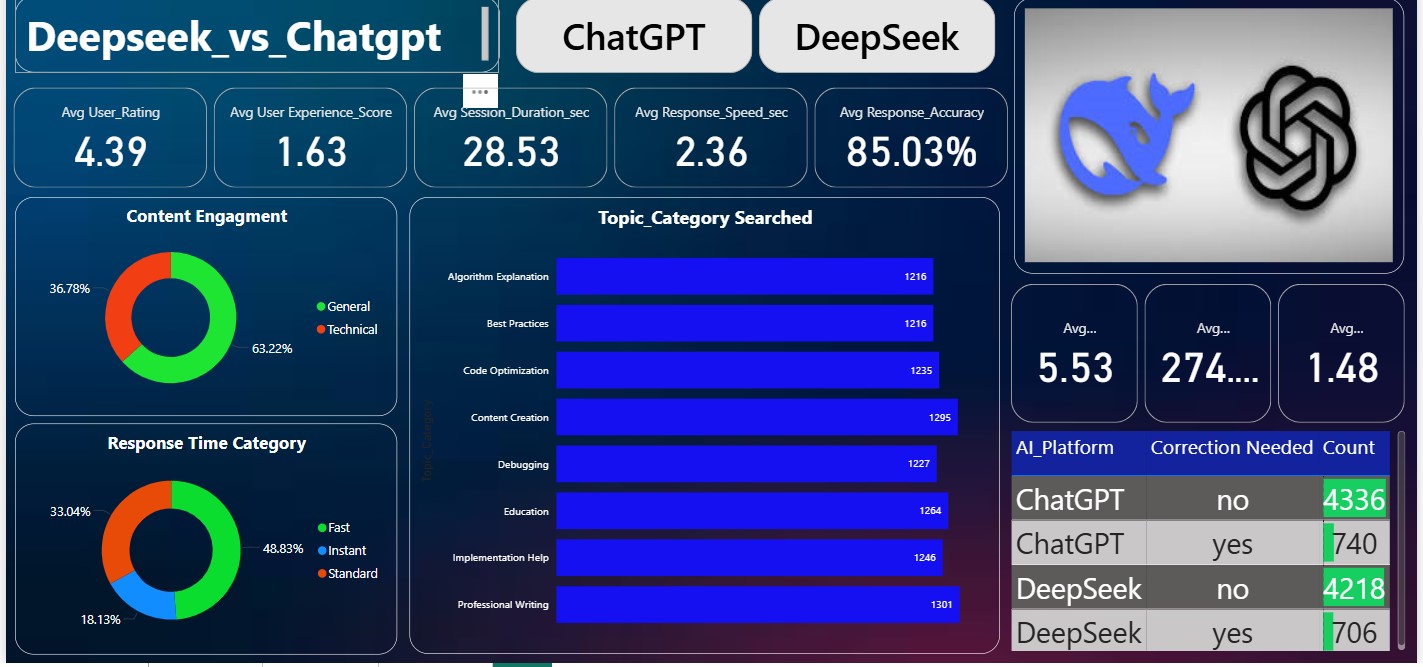 Deepseek_vs_Chatgpt
ChatGPT
DeepSeek
Avg User_Rating
4.39
Avg User Experience_Score
1.63
Avg Session_Duration_sec
28.53
Avg Response_Speed_sec
2.36
Avg Response_Accuracy
85.03%
Content Engagment
36.78%
63.22%
General
Technical
Response Time Category
33.04%
48.83%
18.13%
Fast
Instant
Standard
Topic_Category Searched
Topic_Category
Algorithm Explanation 1216
Best Practices 1216
Code Optimization 1235
Content Creation 1295
Debugging 1227
Education 1264
Implementation Help 1246
Professional Writing 1301
Avg...
5.53
Avg...
274....
Avg...
1.48
AI_Platform Correction Needed Count
ChatGPT no 4336
ChatGPT yes 740
DeepSeek no 4218
DeepSeek yes 706